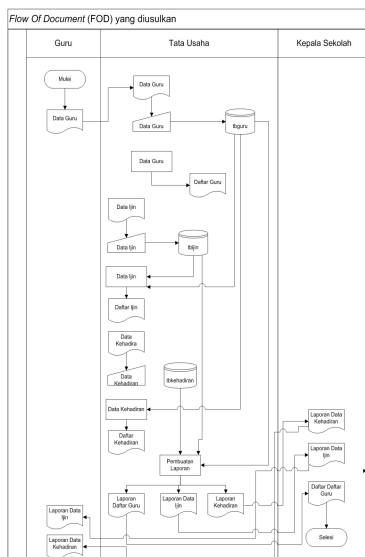 Flow Of Document (FOD) yang diusulkan
Guru
Tata Usaha
Kepala Sekolah
Mulai
Data Guru
Data Guru
Data Guru
tbguru
Data Guru
Daftar Guru
Data Ijin
Data Ijin
tbijin
Data Ijin
Daftar Ijin
Data
Kehadira
Data
Kehadiran
tbkehadiran
Data Kehadiran
Daftar
Kehadiran
Pembuatan
Laporan
Laporan
Daftar Guru
Laporan Data
Ijin
Laporan
Kehadiran
Laporan Data
Kehadiran
Laporan Data
Ijin
Daftar Daftar
Guru
Selesi
Laporan Data
Ijin
Laporan Data
Kehadiran